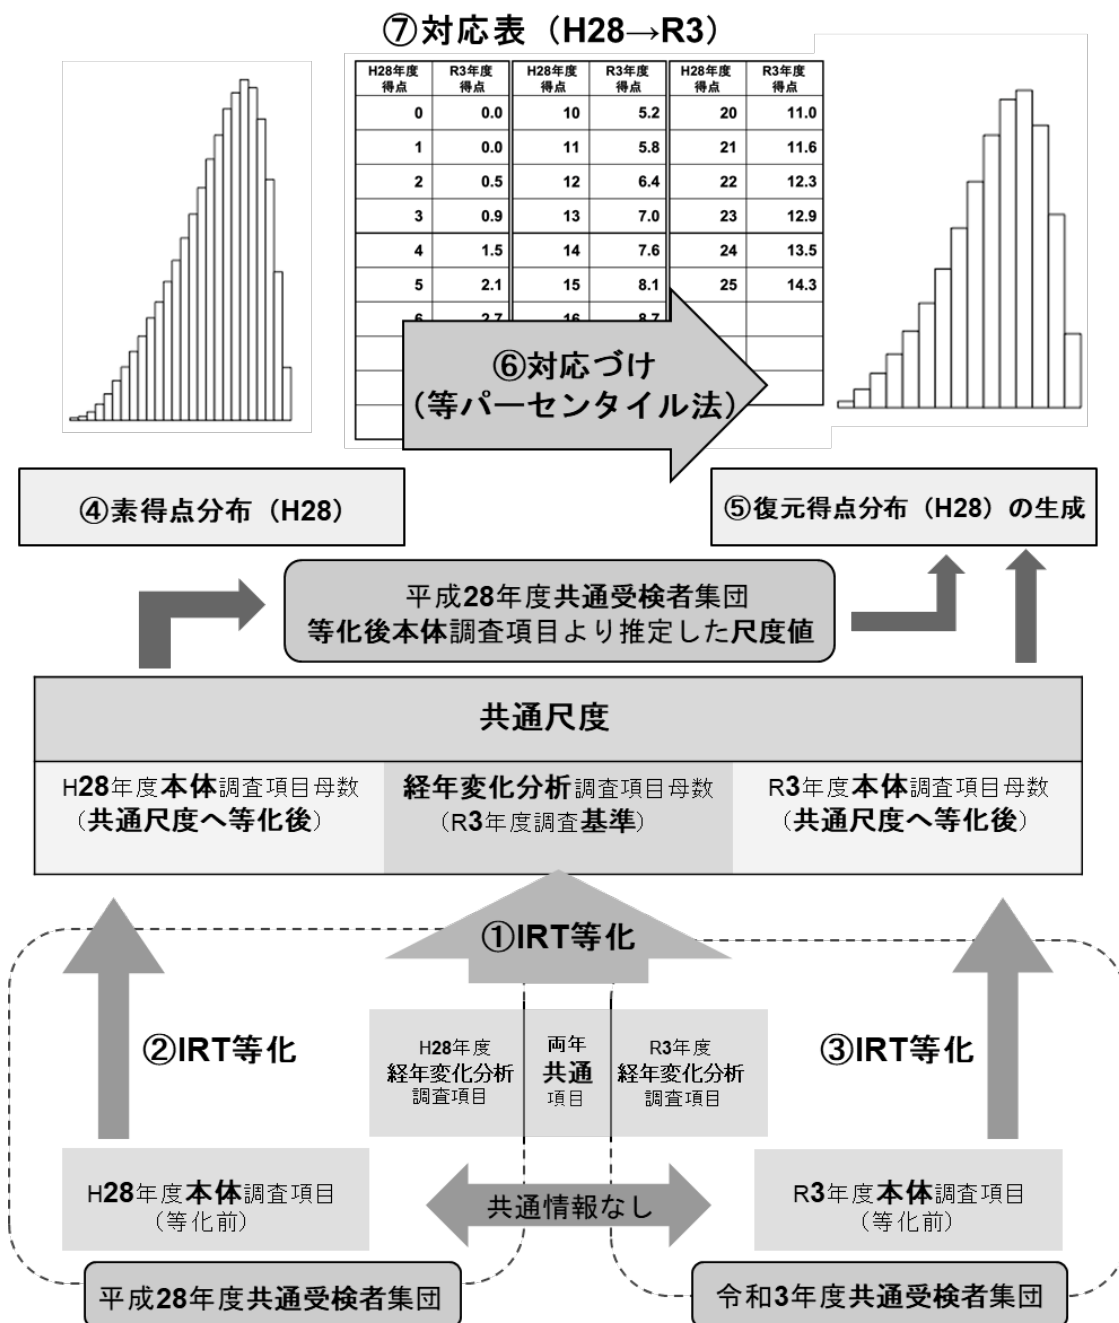 ⑦対応表（H28→R3）
H28年度 得点 R3年度 得点 H28年度 得点 R3年度 得点 H28年度 得点 R3年度 得点
0 0.0 10 5.2 20 11.0
1 0.0 11 5.8 21 11.6
2 0.5 12 6.4 22 12.3
3 0.9 13 7.0 23 12.9
4 1.5 14 7.6 24 13.5
5 2.1 15 8.1 25 14.3
6 2.7 16 8.7
⑥対応づけ
（等パーセンタイル法）
④素得点分布（H28）
⑤復元得点分布（H28）の生成
平成28年度共通受検者集団
等化後本体調査項目より推定した尺度値
共通尺度
H28年度本体調査項目母数
（共通尺度へ等化後）
経年変化分析調査項目母数
（R3年度調査基準）
R3年度本体調査項目母数
（共通尺度へ等化後）
①IRT等化
②IRT等化
③IRT等化
H28年度
経年変化分析
調査項目
両年
共通
項目
R3年度
経年変化分析
調査項目
H28年度本体調査項目
（等化前）
共通情報なし
R3年度本体調査項目
（等化前）
平成28年度共通受検者集団
令和3年度共通受検者集団